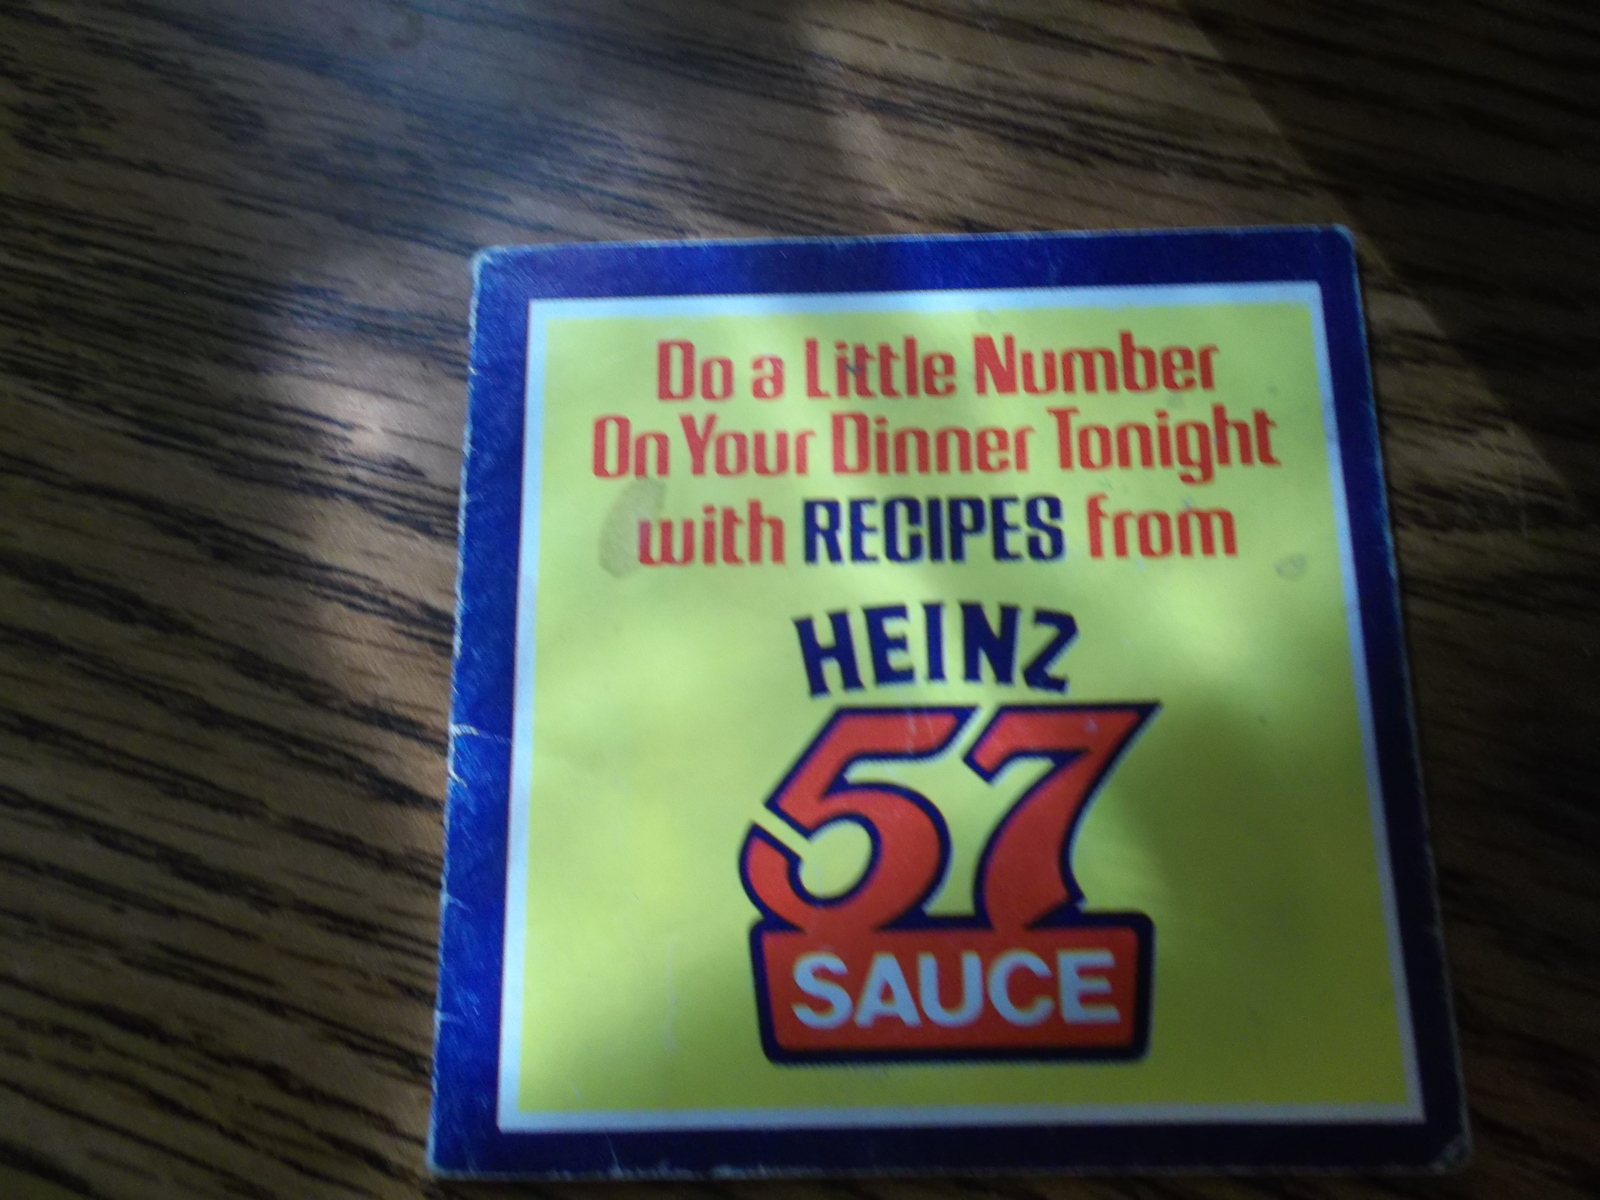 Do a Little Number
On Your Dinner Tonight
with RECIPES from
HEINZ
57
SAUCE